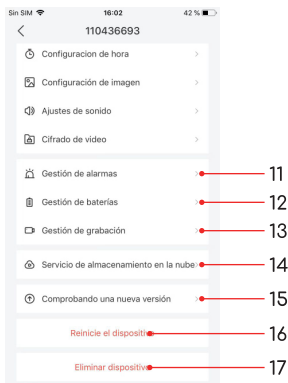 Sin SIM 16:02 42 %
110436693
Configuracion de hora
Configuración de imagen
Ajustes de sonido
Cifrado de video
Gestión de alarmas 11
Gestión de baterías 12
Gestión de grabación 13
Servicio de almacenamiento en la nube 14
Comprobando una nueva versión 15
Reinicie el dispositivo 16
Eliminar dispositivo 17